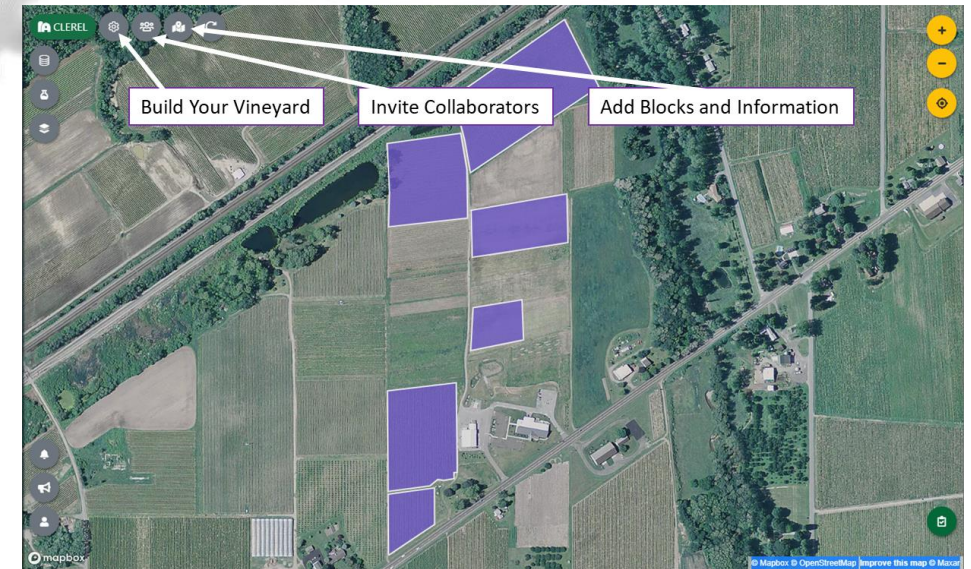 CLEREL
Build Your Vineyard
Invite Collaborators
Add Blocks and Information
mapbox
© Mapbox © OpenStreetMap Improve this map © Maxar